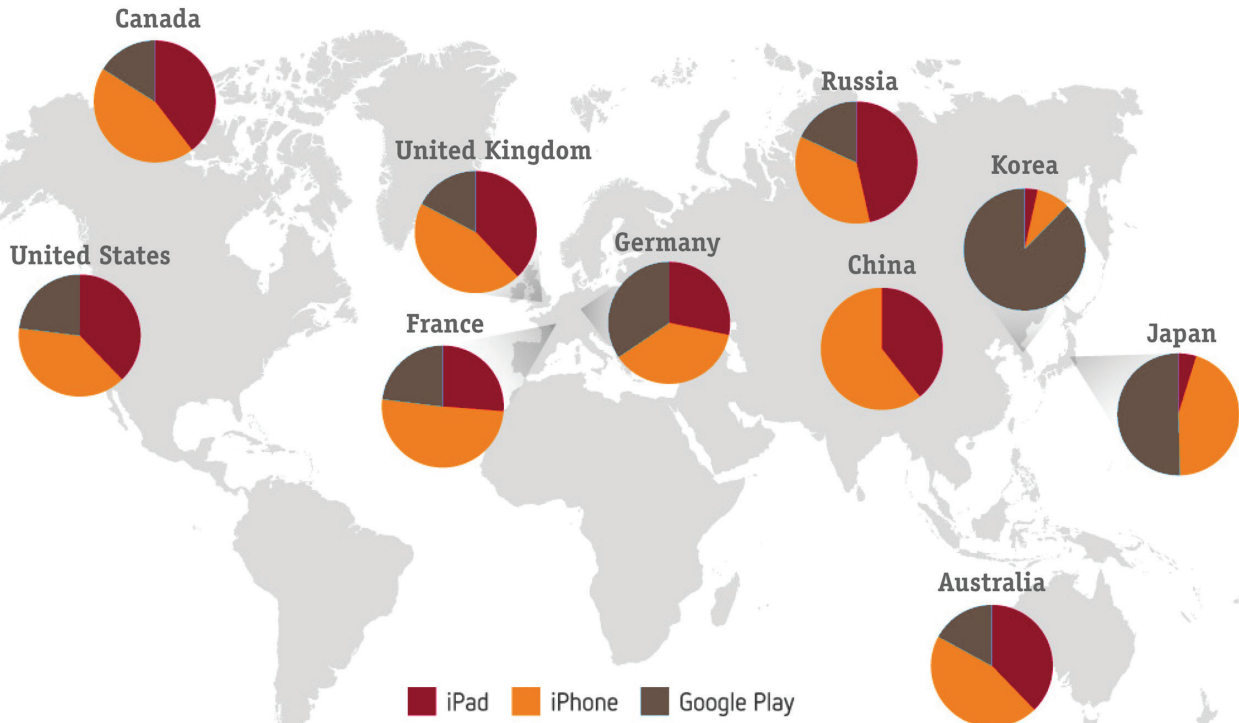 Canada
Russia
United Kingdom
Korea
Germany
United States
China
France
Japan
Australia
iPad
iPhone
Google Play